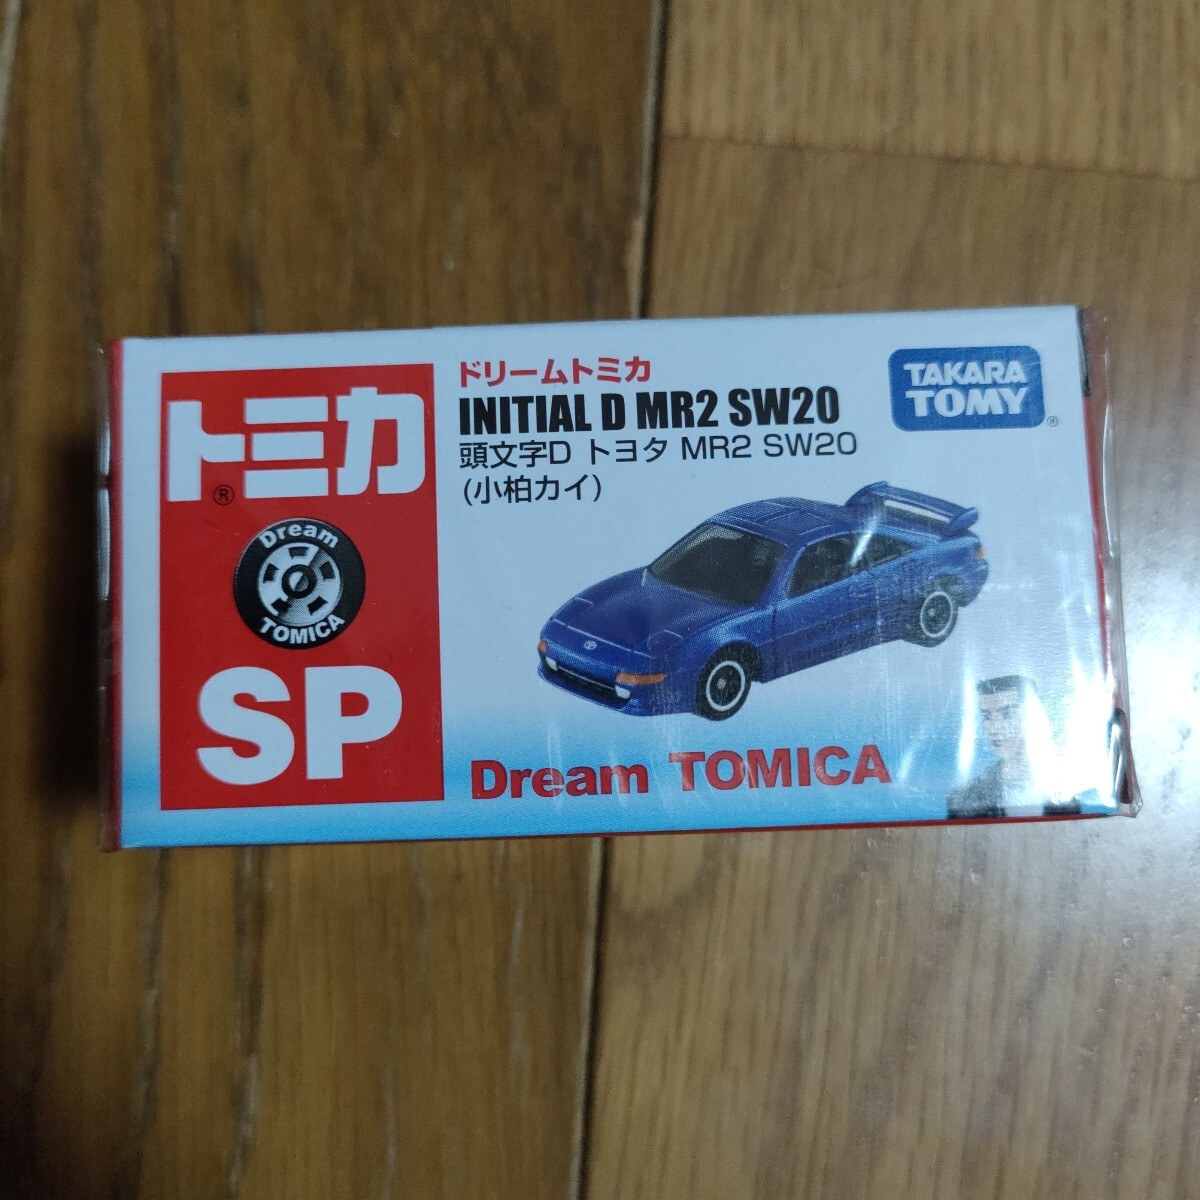 トミカ
®
Dream
TOMICA
SP
ドリームトミカ
INITIAL D MR2 SW20
頭文字D トヨタ MR2 SW20
(小柏カイ)
TAKARA
TOMY
®
Dream TOMICA